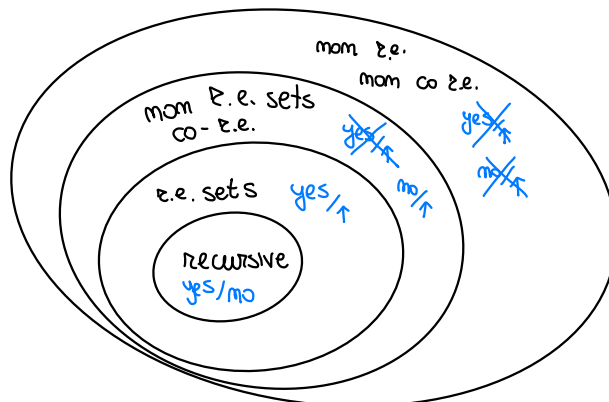 non r.e.
non co r.e.
non r.e. sets
co-r.e.
yes/↑
yes/↑
no/↑
no/↑
r.e. sets
yes/↑
recursive
yes/no